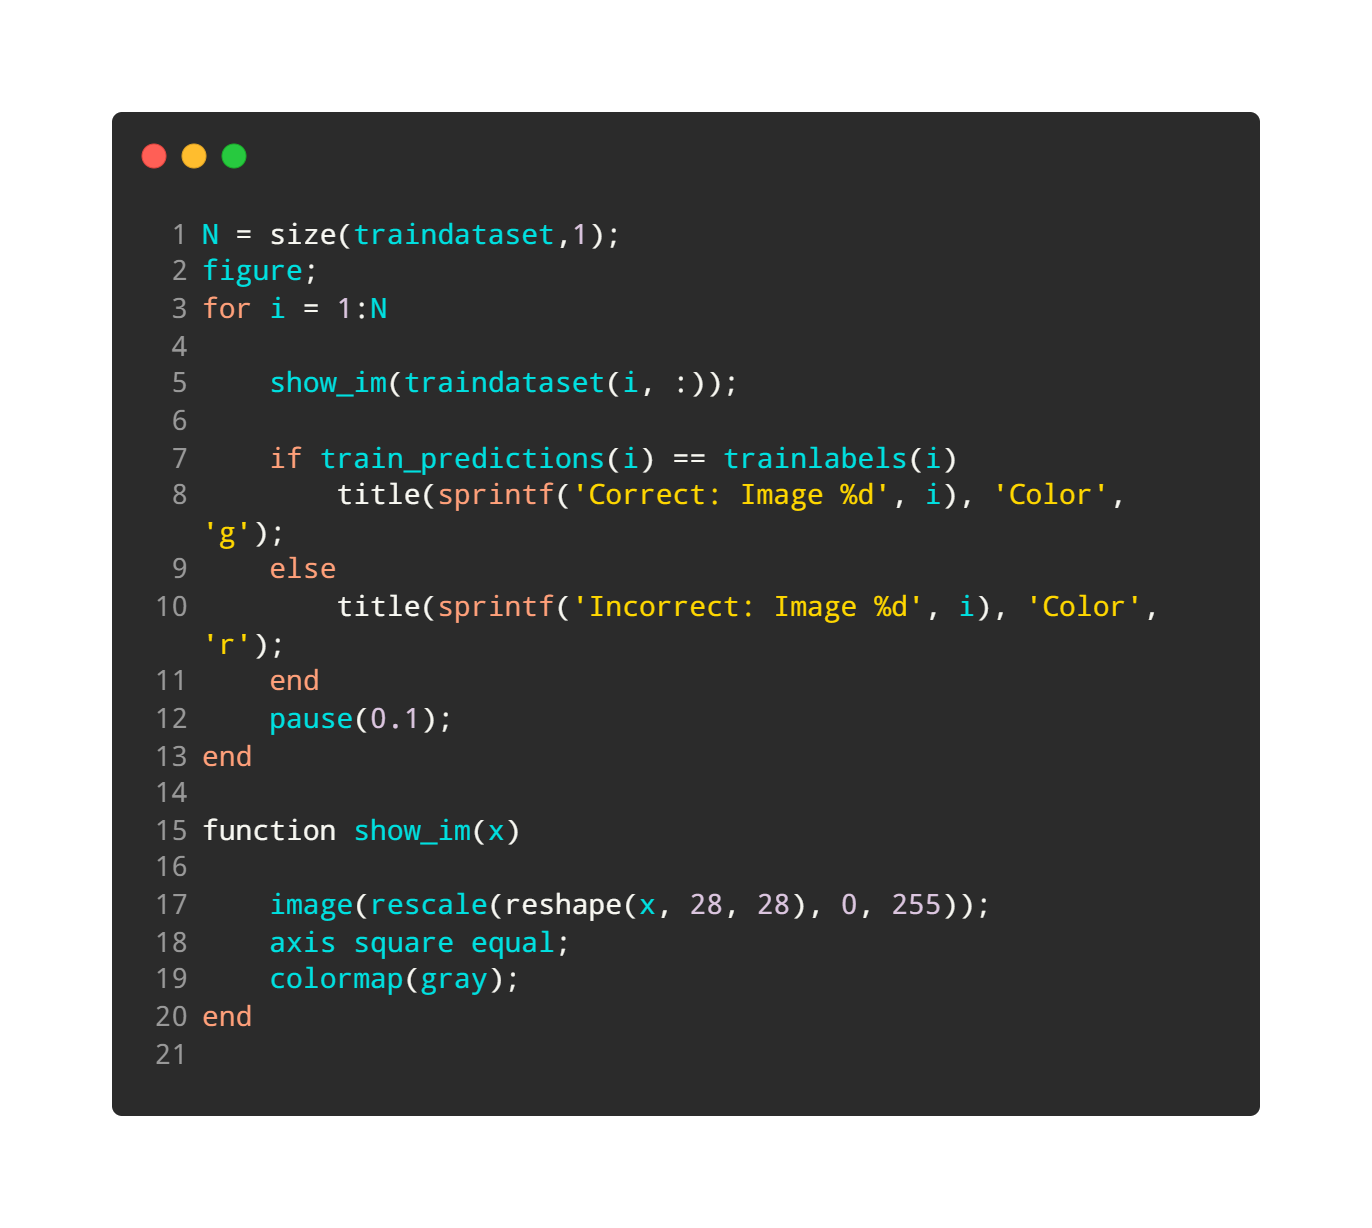 1 N = size(traindataset,1);
2 figure;
3 for i = 1:N
4
5     show_im(traindataset(i, :));
6
7     if train_predictions(i) == trainlabels(i)
8         title(sprintf('Correct: Image %d', i), 'Color',
'g');
9     else
10         title(sprintf('Incorrect: Image %d', i), 'Color',
'r');
11     end
12     pause(0.1);
13 end
14
15 function show_im(x)
16
17     image(rescale(reshape(x, 28, 28), 0, 255));
18     axis square equal;
19     colormap(gray);
20 end
21